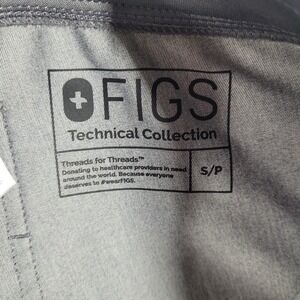 FIGS
Technical Collection
Threads for Threads™
Donating to healthcare providers in need
around the world. Because everyone
deserves to #wearFIGS.
S/P